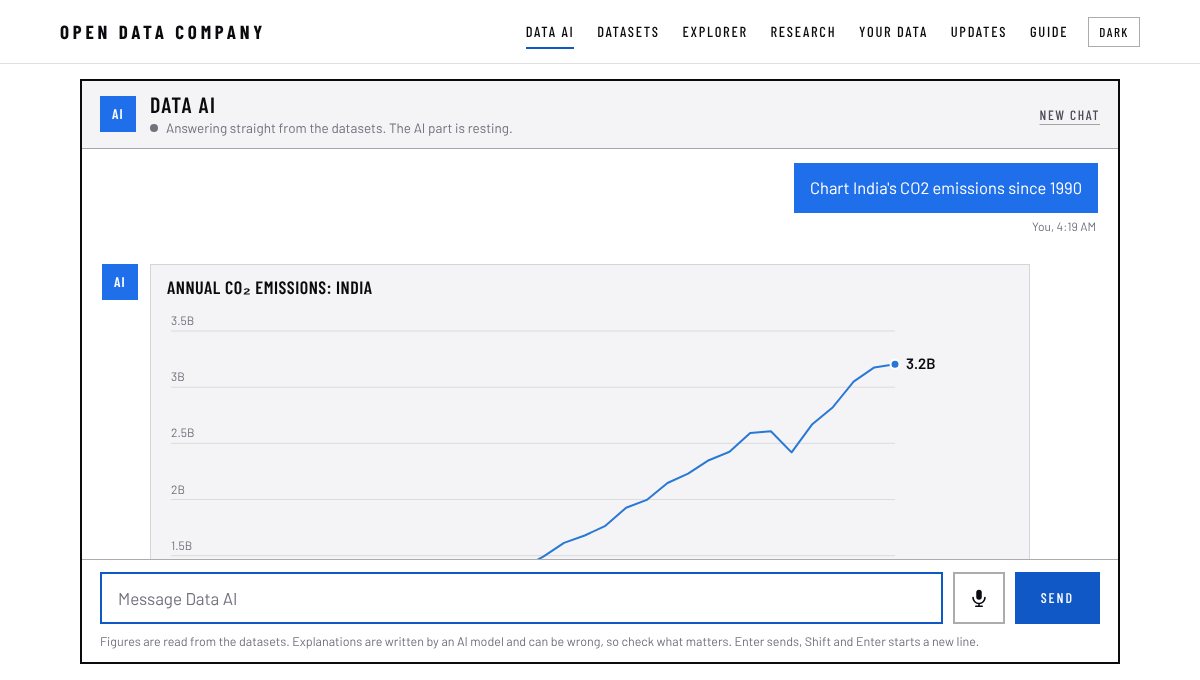 OPEN DATA COMPANY
DATA AI DATASETS EXPLORER RESEARCH YOUR DATA UPDATES GUIDE DARK
AI
DATA AI
Answering straight from the datasets. The AI part is resting.
NEW CHAT
Chart India's CO2 emissions since 1990
You, 4:19 AM
AI
ANNUAL CO₂ EMISSIONS: INDIA
3.5B
3.2B
3B
2.5B
2B
1.5B
Message Data AI
SEND
Figures are read from the datasets. Explanations are written by an AI model and can be wrong, so check what matters. Enter sends, Shift and Enter starts a new line.